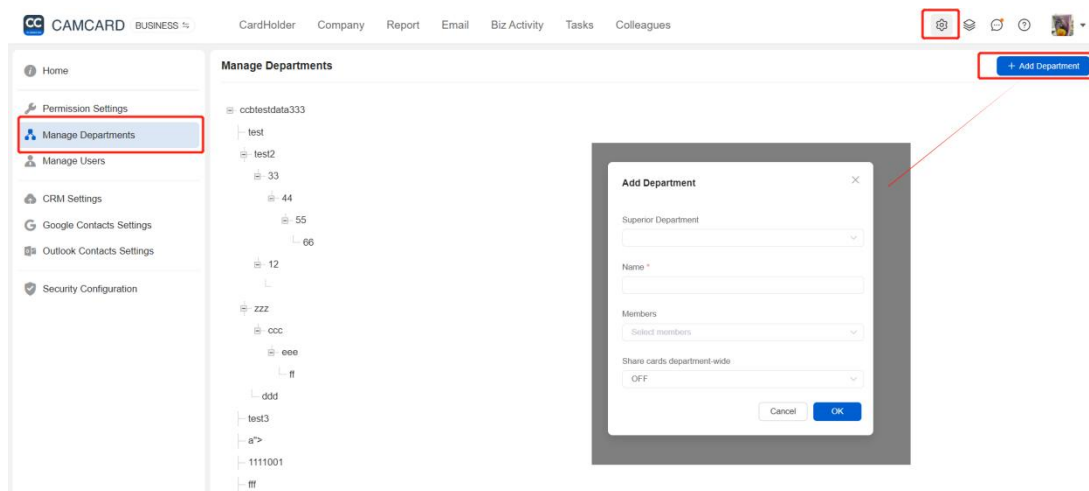 CC CAMCARD BUSINESS CardHolder Company Report Email Biz Activity Tasks Colleagues
Home
Permission Settings
Manage Departments
Manage Users
CRM Settings
Google Contacts Settings
Outlook Contacts Settings
Security Configuration
Manage Departments
+ Add Department
ccbtestdata333
test
test2
33
44
55
66
12
zzz
ccc
eee
ff
ddd
test3
a">
1111001
fff
Add Department
Superior Department
Name *
Members
Select members
Share cards department-wide
OFF
Cancel OK